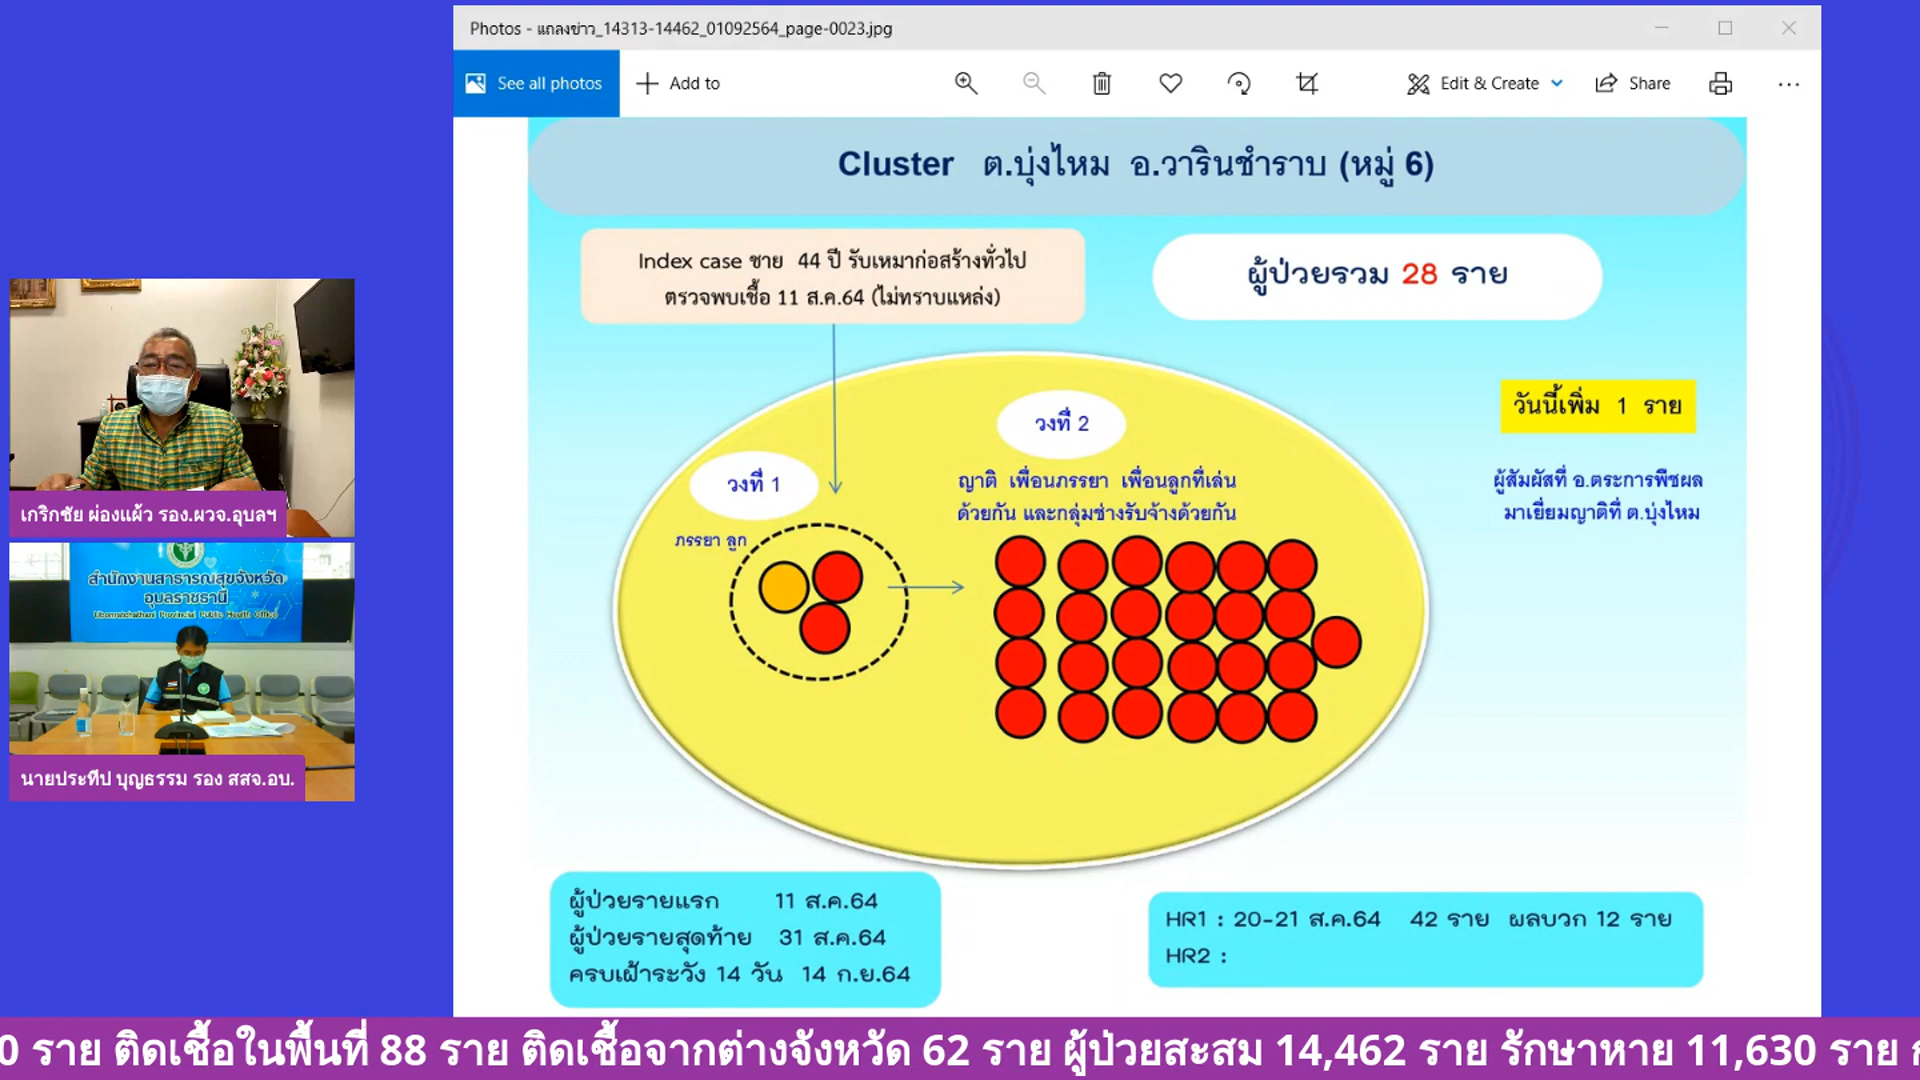 Photos - แถลงข่าว_14313-14462_01092564_page-0023.jpg
See all photos
Add to
Edit & Create
Share
Cluster ต.บุ่งไหม อ.วารินชำราบ (หมู่ 6)
Index case ชาย 44 ปี รับเหมาก่อสร้างทั่วไป
ตรวจพบเชื้อ 11 ส.ค.64 (ไม่ทราบแหล่ง)
ผู้ป่วยรวม 28 ราย
วันนี้เพิ่ม 1 ราย
ผู้สัมผัสที่ อ.ตระการพืชผล
มาเยี่ยมญาติที่ ต.บุ่งไหม
วงที่ 2
ญาติ เพื่อนภรรยา เพื่อนลูกที่เล่น
ด้วยกัน และกลุ่มช่างรับจ้างด้วยกัน
วงที่ 1
ภรรยา ลูก
ผู้ป่วยรายแรก 11 ส.ค.64
ผู้ป่วยรายสุดท้าย 31 ส.ค.64
ครบเฝ้าระวัง 14 วัน 14 ก.ย.64
HR1 : 20-21 ส.ค.64 42 ราย ผลบวก 12 ราย
HR2 :
เกริกชัย ผ่องแผ้ว รอง.ผวจ.อุบลฯ
สำนักงานสาธารณสุขจังหวัด
อุบลราชธานี
Ubonratchathani Provincial Public Health Office
นายประทีป บุญธรรม รอง สสจ.อบ.
0 ราย ติดเชื้อในพื้นที่ 88 ราย ติดเชื้อจากต่างจังหวัด 62 ราย ผู้ป่วยสะสม 14,462 ราย รักษาหาย 11,630 ราย